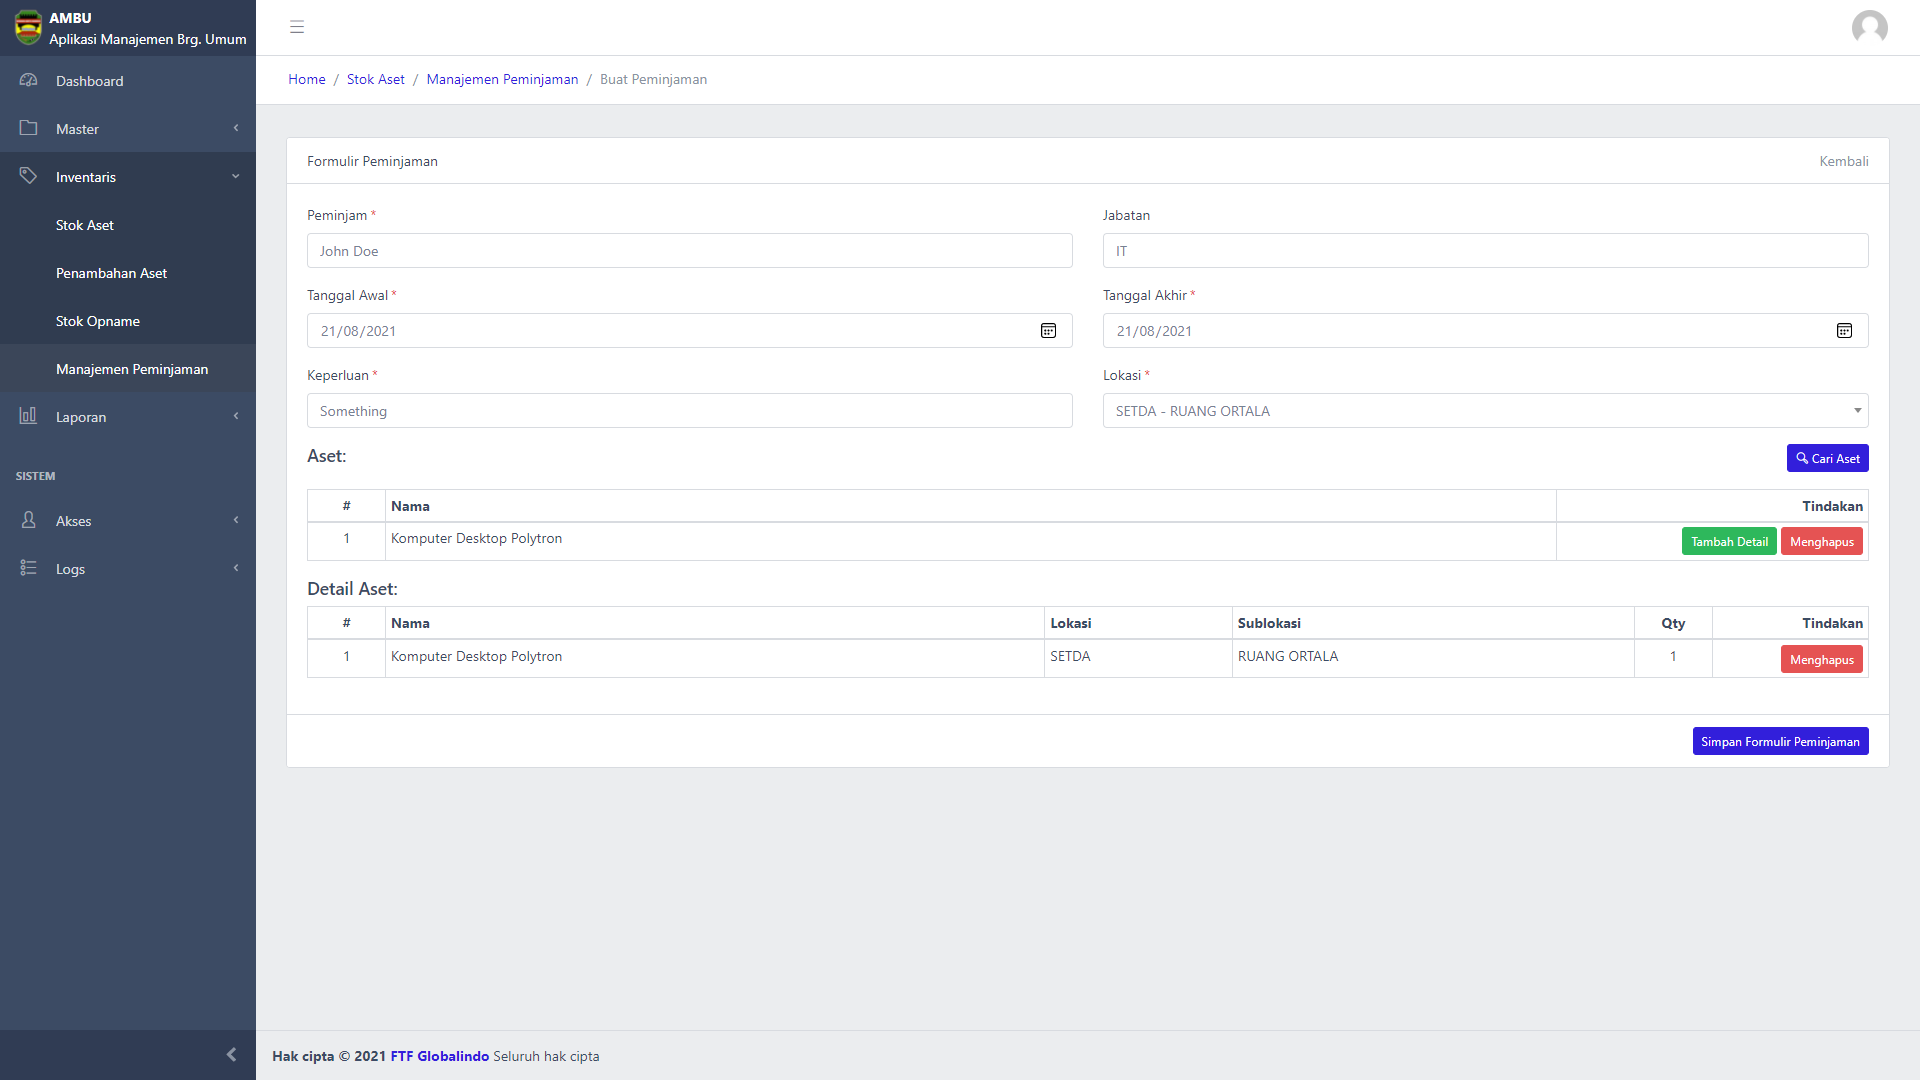 AMBU
Aplikasi Manajemen Brg. Umum
Dashboard
Master
Inventaris
Stok Aset
Penambahan Aset
Stok Opname
Manajemen Peminjaman
Laporan
SISTEM
Akses
Logs
Home / Stok Aset / Manajemen Peminjaman / Buat Peminjaman
Formulir Peminjaman Kembali
Peminjam * Jabatan
John Doe IT
Tanggal Awal * Tanggal Akhir *
21/08/2021 21/08/2021
Keperluan * Lokasi *
Something SETDA - RUANG ORTALA
Aset: Cari Aset
# Nama Tindakan
1 Komputer Desktop Polytron Tambah Detail Menghapus
Detail Aset:
# Nama Lokasi Sublokasi Qty Tindakan
1 Komputer Desktop Polytron SETDA RUANG ORTALA 1 Menghapus
Simpan Formulir Peminjaman
Hak cipta © 2021 FTF Globalindo Seluruh hak cipta